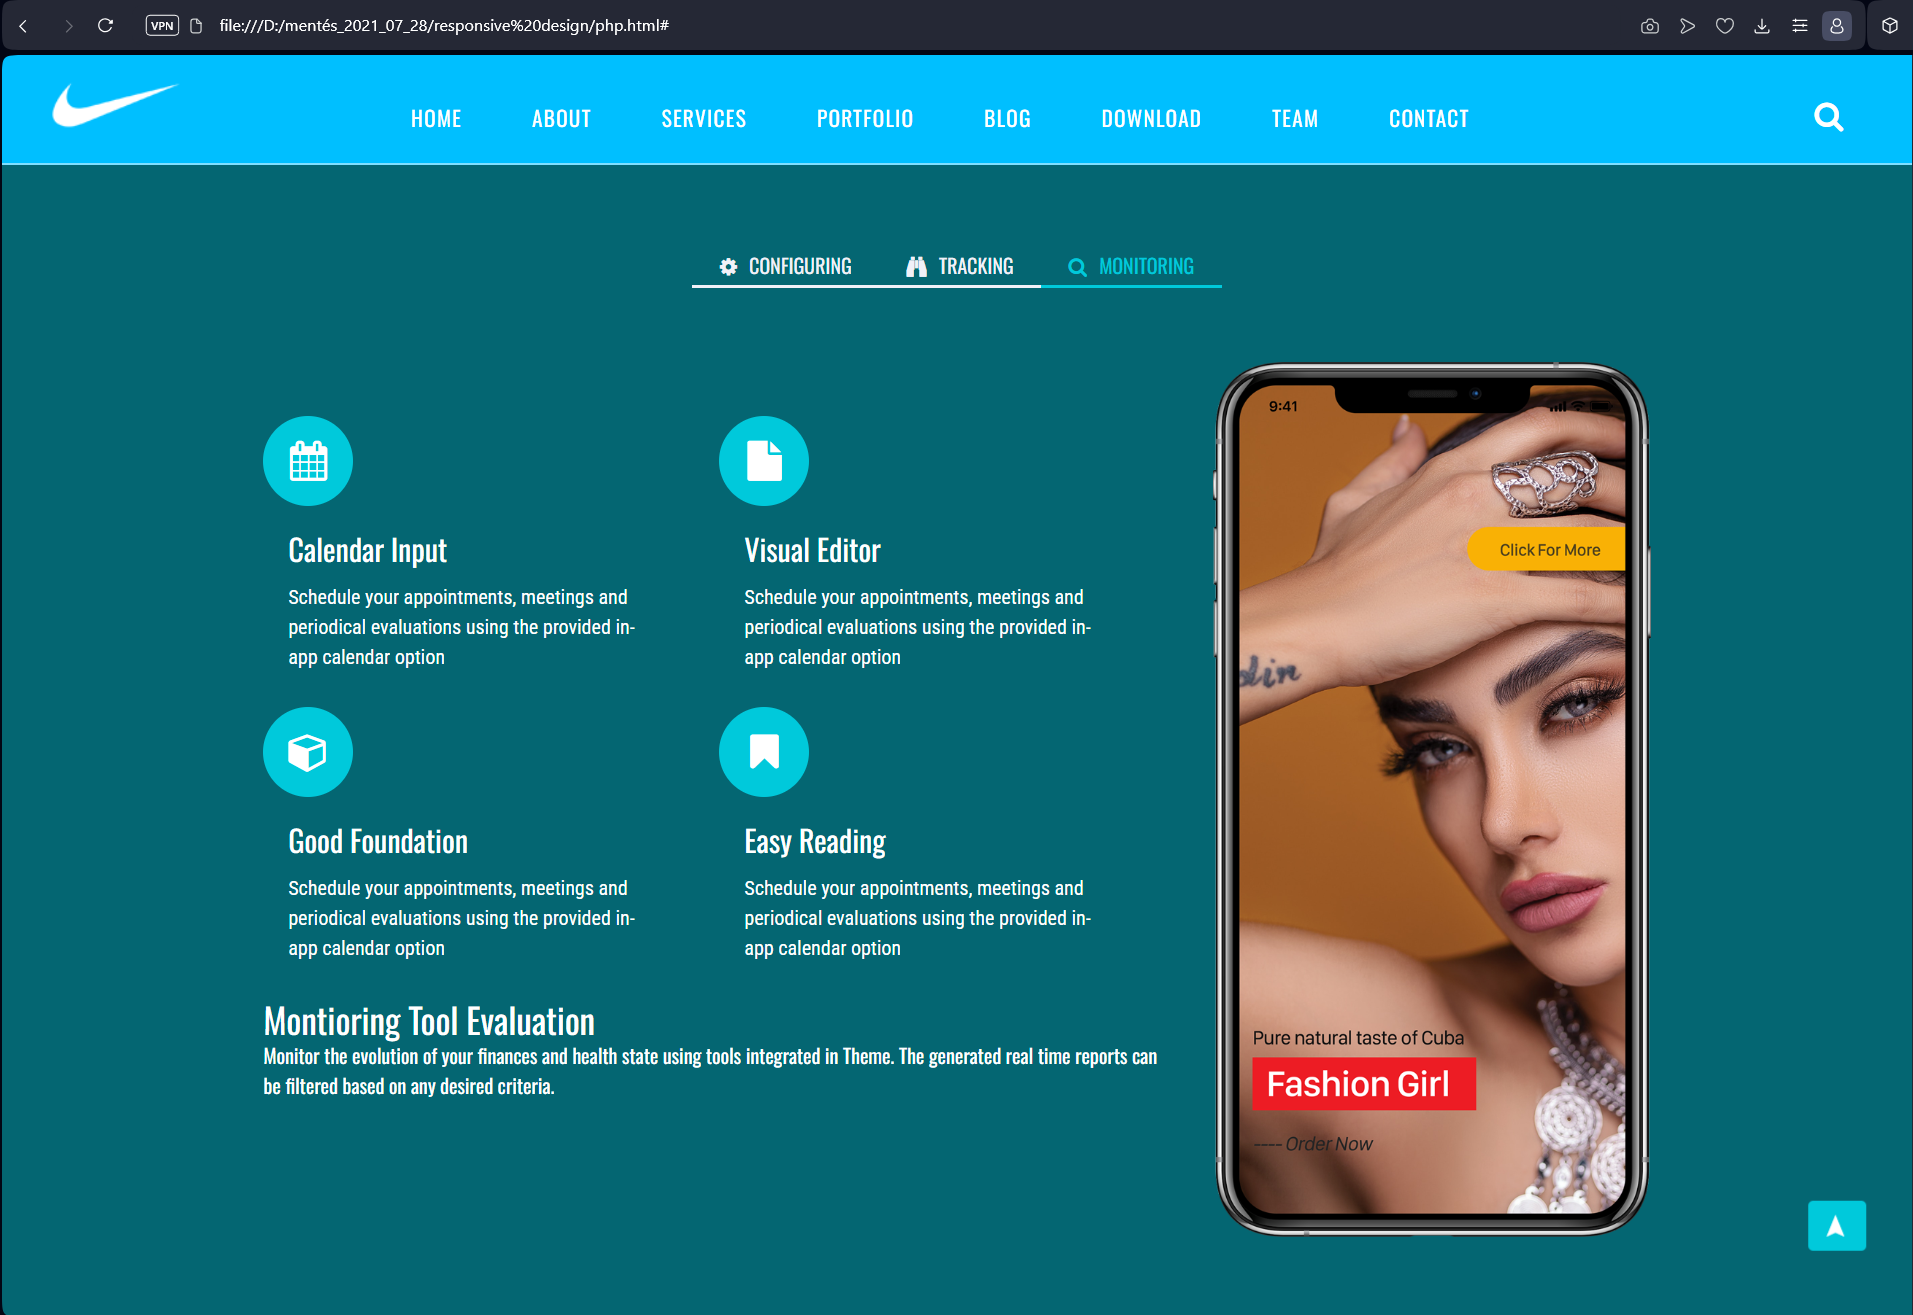 VPN
file:///D:/mentés_2021_07_28/responsive%20design/php.html#
HOME ABOUT SERVICES PORTFOLIO BLOG DOWNLOAD TEAM CONTACT
CONFIGURING TRACKING MONITORING
Calendar Input
Schedule your appointments, meetings and
periodical evaluations using the provided in-
app calendar option
Visual Editor
Schedule your appointments, meetings and
periodical evaluations using the provided in-
app calendar option
Good Foundation
Schedule your appointments, meetings and
periodical evaluations using the provided in-
app calendar option
Easy Reading
Schedule your appointments, meetings and
periodical evaluations using the provided in-
app calendar option
Montioring Tool Evaluation
Monitor the evolution of your finances and health state using tools integrated in Theme. The generated real time reports can
be filtered based on any desired criteria.
9:41
Click For More
Pure natural taste of Cuba
Fashion Girl
---- Order Now